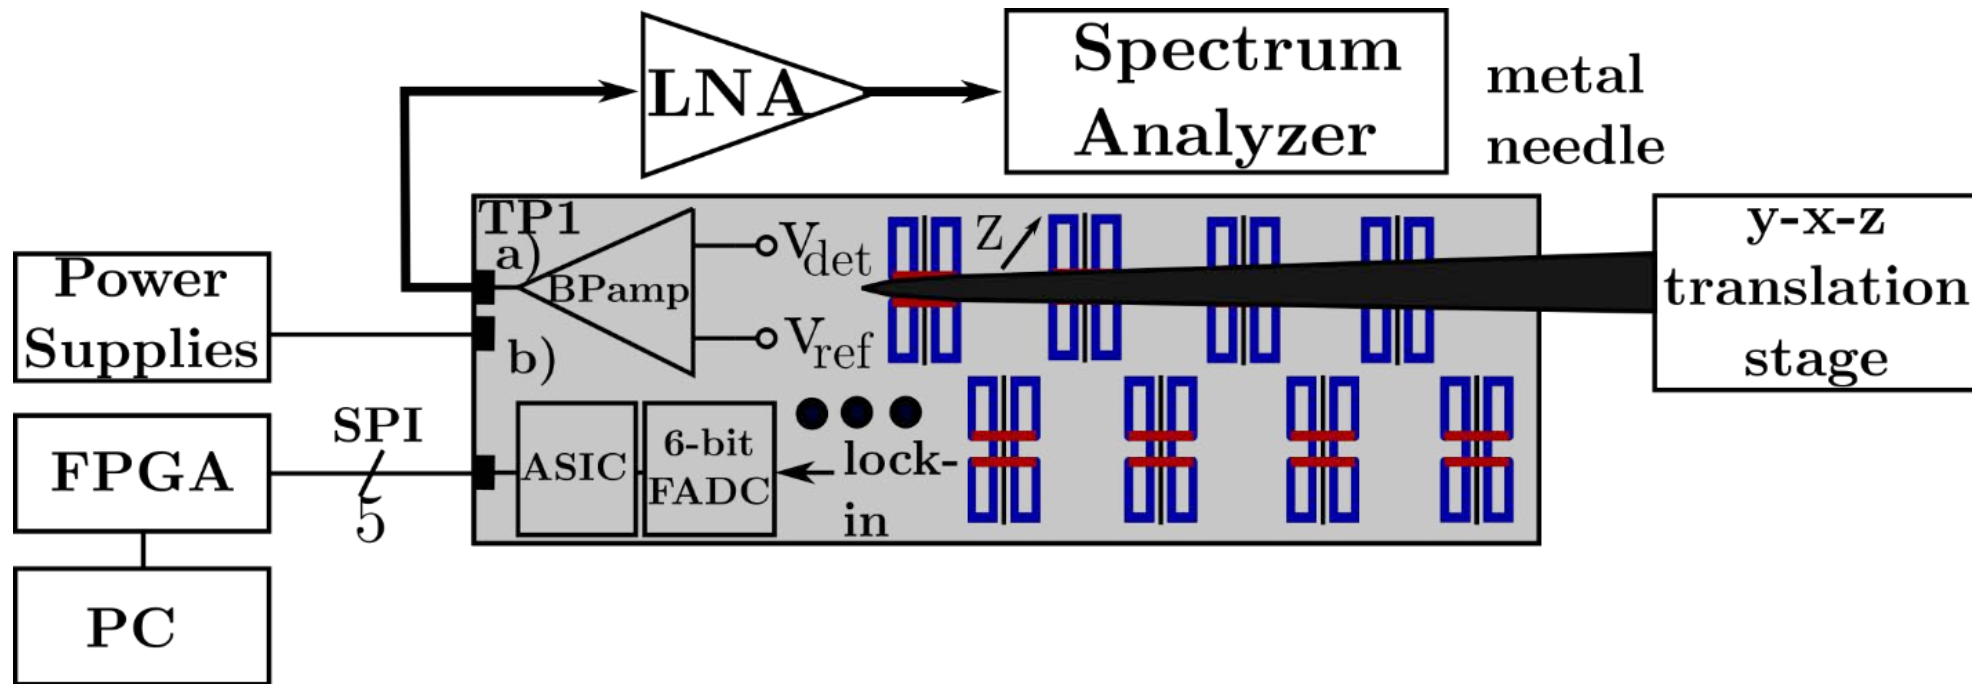 LNA
Spectrum
Analyzer
metal
needle
TP1
a)
BPamp
Vdet
Vref
b)
Z
y-x-z
translation
stage
Power
Supplies
FPGA
SPI
5
ASIC
6-bit
FADC
lock-
in
PC